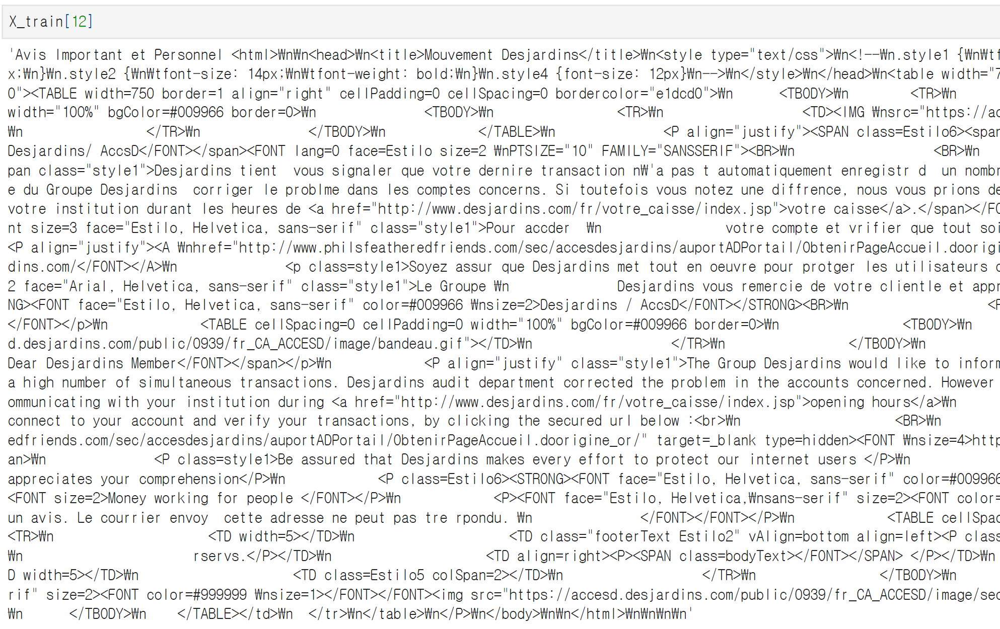 X_train[12]
'Avis Important et Personnel <html>₩n₩n<head>₩n<title>Mouvement Desjardins</title>₩n<style type="text/css">₩n<!--₩n.style1 {₩n₩tf
x;₩n}₩n.style2 {₩n₩tfont-size: 14px;₩n₩tfont-weight: bold;₩n}₩n.style4 {font-size: 12px}₩n-->₩n</style>₩n</head>₩n<table width="7
0"><TABLE width=750 border=1 align="right" cellPadding=0 cellSpacing=0 bordercolor="e1dcd0">₩n      <TBODY>₩n        <TR>₩n
width="100%" bgColor=#009966 border=0>₩n              <TBODY>₩n                <TR>₩n                  <TD><IMG ₩nsrc="https://ac
₩n                </TR>₩n              </TBODY>₩n            </TABLE>₩n              <P align="justify"><SPAN class=Estilo6><span
Desjardins/ AccsD</FONT></span><FONT lang=0 face=Estilo size=2 ₩nPTSIZE="10" FAMILY="SANSSERIF"><BR>₩n                  <BR>₩n
pan class="style1">Desjardins tient  vous signaler que votre dernire transaction n₩'a pas t automatiquement enregistr d  un nombr
e du Groupe Desjardins  corriger le problme dans les comptes concerns. Si toutefois vous notez une diffrence, nous vous prions de
votre institution durant les heures de <a href="http://www.desjardins.com/fr/votre_caisse/index.jsp">votre caisse</a>.</span></FO
nt size=3 face="Estilo, Helvetica, sans-serif" class="style1">Pour accder  ₩n                votre compte et vrifier que tout soi
<P align="justify"><A ₩nhref="http://www.philsfeatheredfriends.com/sec/accesdesjardins/auportADPortail/ObtenirPageAccueil.doorigi
dins.com/</FONT></A>₩n              <p class=style1>Soyez assur que Desjardins met tout en oeuvre pour protger les utilisateurs d
2 face="Arial, Helvetica, sans-serif" class="style1">Le Groupe ₩n              Desjardins vous remercie de votre clientle et appr
NG><FONT face="Estilo, Helvetica, sans-serif" color=#009966 ₩nsize=2>Desjardins / AccsD</FONT></STRONG><BR>₩n                  <F
</FONT></p>₩n            <TABLE cellSpacing=0 cellPadding=0 width="100%" bgColor=#009966 border=0>₩n                <TBODY>₩n
d.desjardins.com/public/0939/fr_CA_ACCESD/image/bandeau.gif"></TD>₩n                  </TR>₩n                </TBODY>₩n
Dear Desjardins Member</FONT></span></p>₩n            <P align="justify" class="style1">The Group Desjardins would like to inform
a high number of simultaneous transactions. Desjardins audit department corrected the problem in the accounts concerned. However
ommunicating with your institution during <a href="http://www.desjardins.com/fr/votre_caisse/index.jsp">opening hours</a>₩n
connect to your account and verify your transactions, by clicking the secured url below :<br>₩n                    <BR>₩n
edfriends.com/sec/accesdesjardins/auportADPortail/ObtenirPageAccueil.doorigine_or/" target=_blank type=hidden><FONT ₩nsize=4>http
an>₩n              <P class=style1>Be assured that Desjardins makes every effort to protect our internet users </P>₩n
appreciates your comprehension</P>₩n            <P class=Estilo6><STRONG><FONT face="Estilo, Helvetica, sans-serif" color=#009966
<FONT size=2>Money working for people </FONT></P>₩n            <P><FONT face="Estilo, Helvetica,₩nsans-serif" size=2><FONT color=
un avis. Le courrier envoy  cette adresse ne peut pas tre rpondu. ₩n              </FONT></FONT></P>₩n            <TABLE cellSpac
<TR>₩n                    <TD width=5></TD>₩n                    <TD class="footerText Estilo2" vAlign=bottom align=left><P class
₩n                      rservs.</P></TD>₩n                    <TD align=right><P><SPAN class=bodyText></FONT></SPAN> </P></TD>₩n
D width=5></TD>₩n                    <TD class=Estilo5 colSpan=2></TD>₩n                  </TR>₩n                </TBODY>₩n
rif" size=2><FONT color=#999999 ₩nsize=1></FONT></FONT><img src="https://accesd.desjardins.com/public/0939/fr_CA_ACCESD/image/sec
₩n      </TBODY>₩n    </TABLE></td>₩n  </tr>₩n</table>₩n</P>₩n</body>₩n₩n</html>₩n₩n₩n₩n'